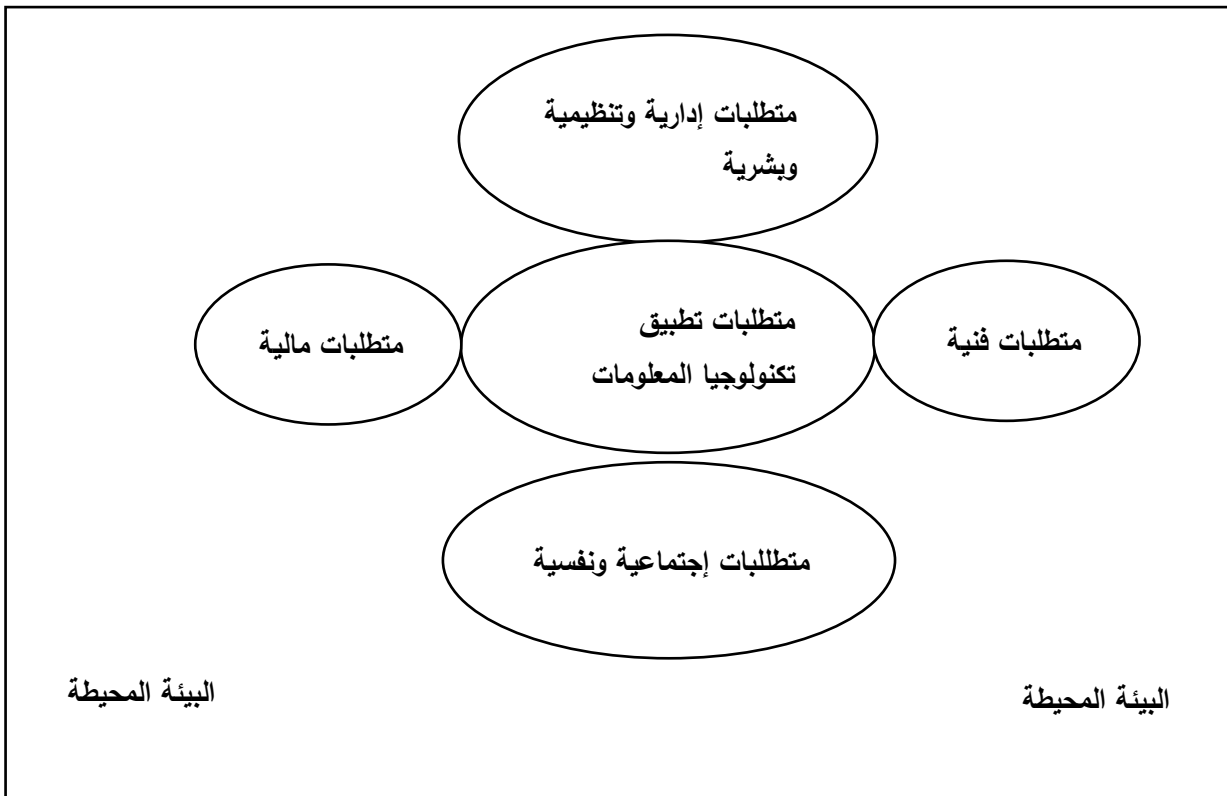 متطلبات إدارية وتنظيمية
وبشرية
متطلبات فنية
متطلبات تطبيق
تكنولوجيا المعلومات
متطلبات مالية
متطللبات إجتماعية ونفسية
البيئة المحيطة
البيئة المحيطة